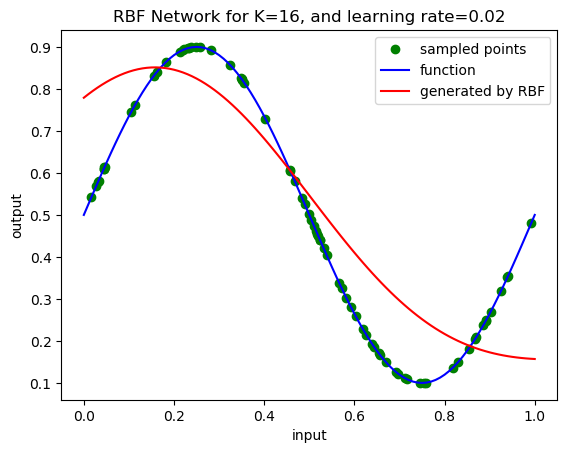 RBF Network for K=16, and learning rate=0.02
sampled points
function
generated by RBF
output
0.9
0.8
0.7
0.6
0.5
0.4
0.3
0.2
0.1
0.0 0.2 0.4 0.6 0.8 1.0
input